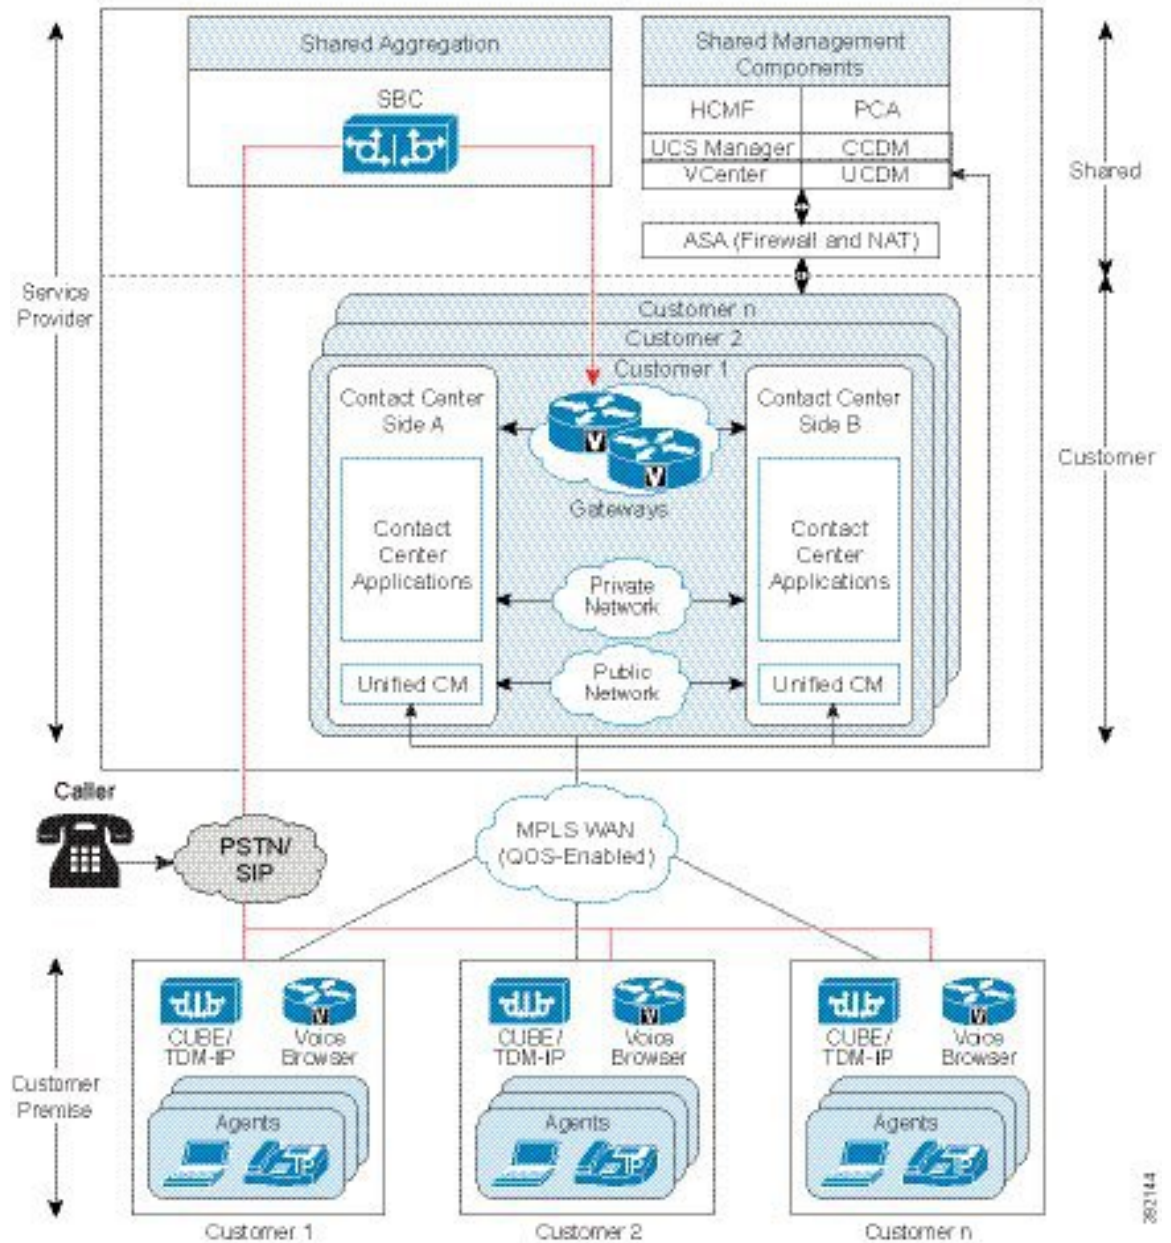 Shared Aggregation
SBC
Shared Management
Components
HCMF
PCA
UCS Manager
CCDM
VCenter
UCDM
ASA (Firewall and NAT)
Shared
Service
Provider
Customer n
Customer 2
Customer 1
Contact Center
Side A
Contact Center
Side B
V
V
Gateways
Customer
Contact
Center
Applications
Contact
Center
Applications
Private
Network
Public
Network
Unified CM
Unified CM
Caller
PSTN/
SIP
MPLS WAN
(QOS-Enabled)
Customer
Premise
V
CUBE/
TDM-IP
Voice
Browser
Agents
IP
Customer 1
V
CUBE/
TDM-IP
Voice
Browser
Agents
IP
Customer 2
V
CUBE/
TDM-IP
Voice
Browser
Agents
IP
Customer n